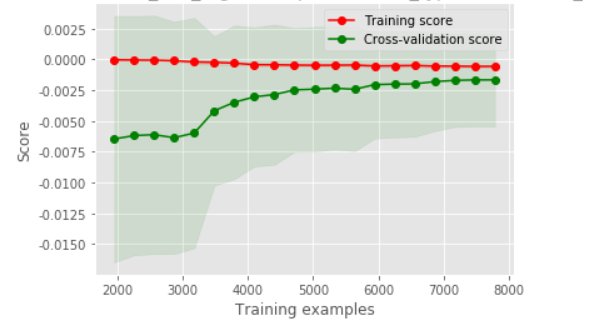 Training score
Cross-validation score
0.0025
0.0000
-0.0025
-0.0050
-0.0075
-0.0100
-0.0125
-0.0150
Score
2000 3000 4000 5000 6000 7000 8000
Training examples